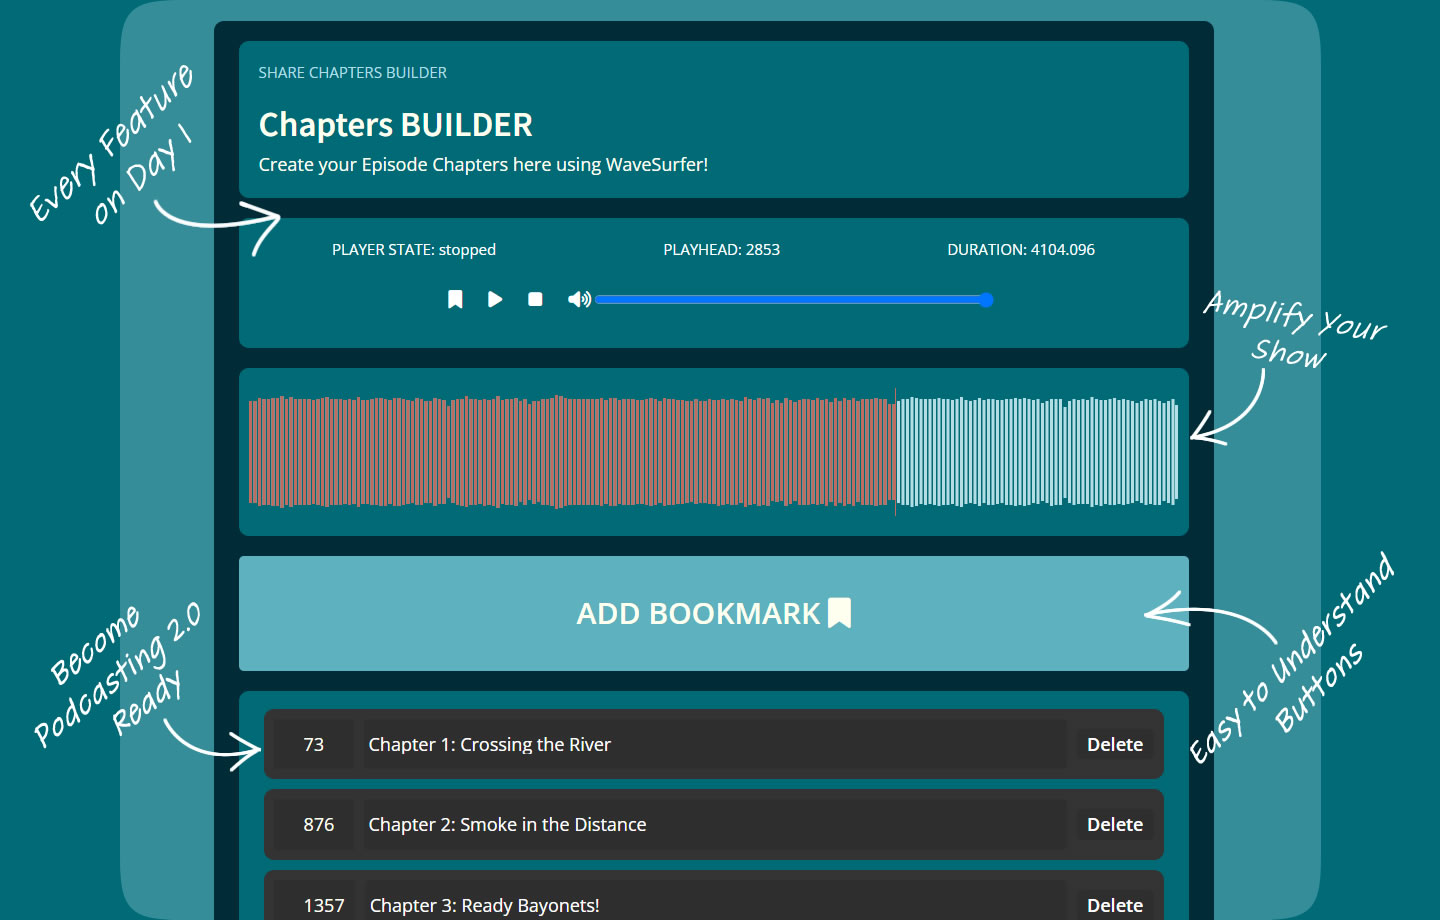 SHARE CHAPTERS BUILDER
Chapters BUILDER
Create your Episode Chapters here using WaveSurfer!
Every Feature
on Day 1
PLAYER STATE: stopped
PLAYHEAD: 2853
DURATION: 4104.096
Amplify Your
Show
ADD BOOKMARK
Easy to Understand
Buttons
Become
Podcasting 2.0
Ready
73 Chapter 1: Crossing the River Delete
876 Chapter 2: Smoke in the Distance Delete
1357 Chapter 3: Ready Bayonets! Delete